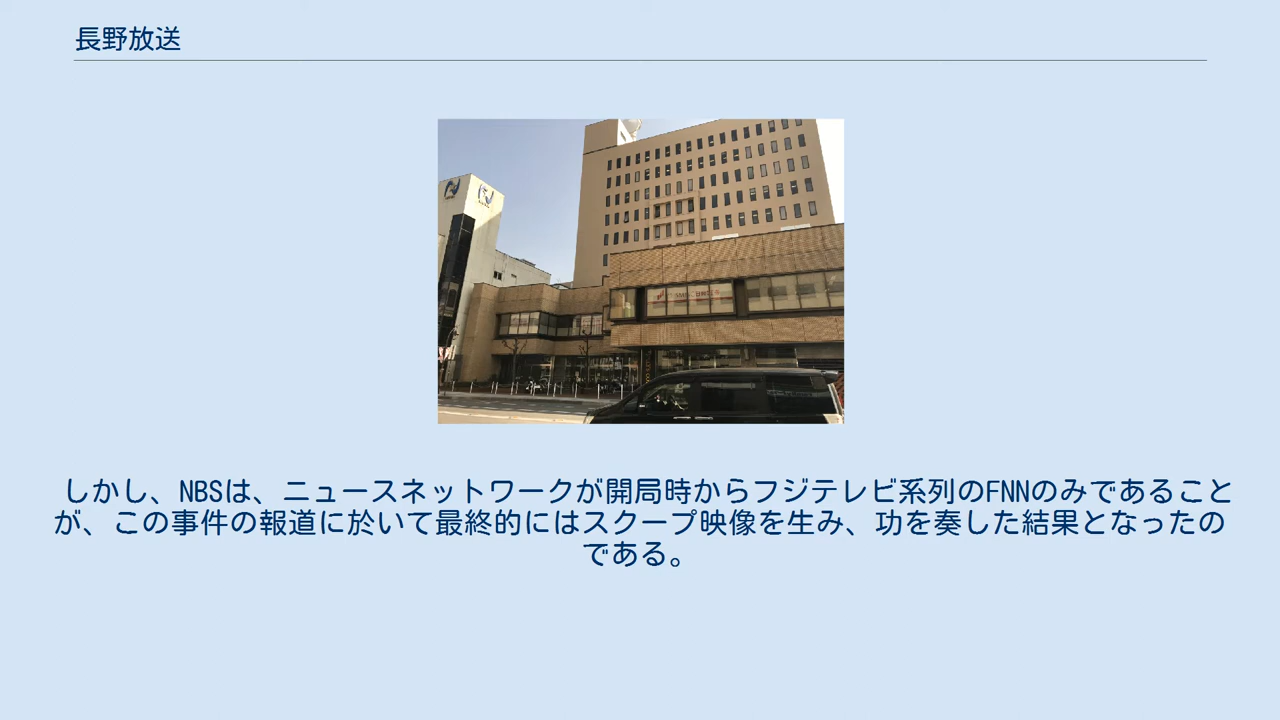 長野放送
しかし、NBSは、ニュースネットワークが開局時からフジテレビ系列のFNNのみであること
が、この事件の報道に於いて最終的にはスクープ映像を生み、功を奏した結果となったの
である。